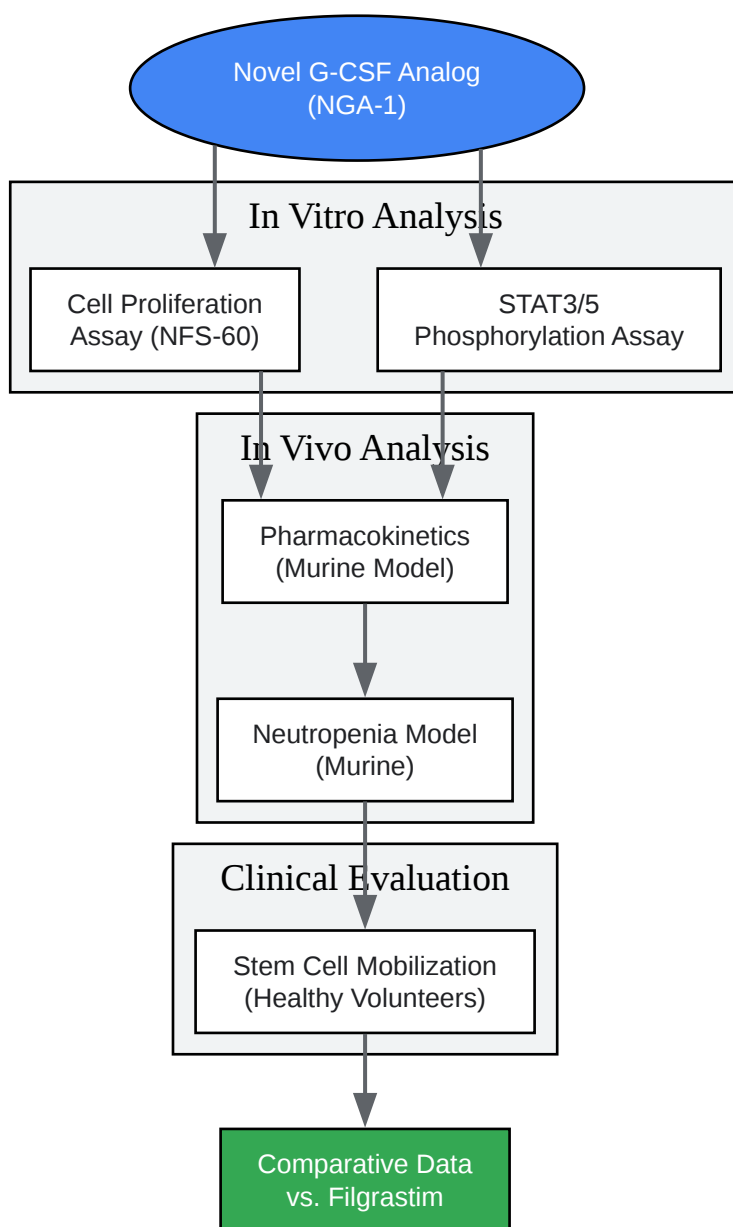 Novel G-CSF Analog
(NGA-1)
In Vitro Analysis
Cell Proliferation
Assay (NFS-60)
STAT3/5
Phosphorylation Assay
In Vivo Analysis
Pharmacokinetics
(Murine Model)
Neutropenia Model
(Murine)
Clinical Evaluation
Stem Cell Mobilization
(Healthy Volunteers)
Comparative Data
vs. Filgrastim